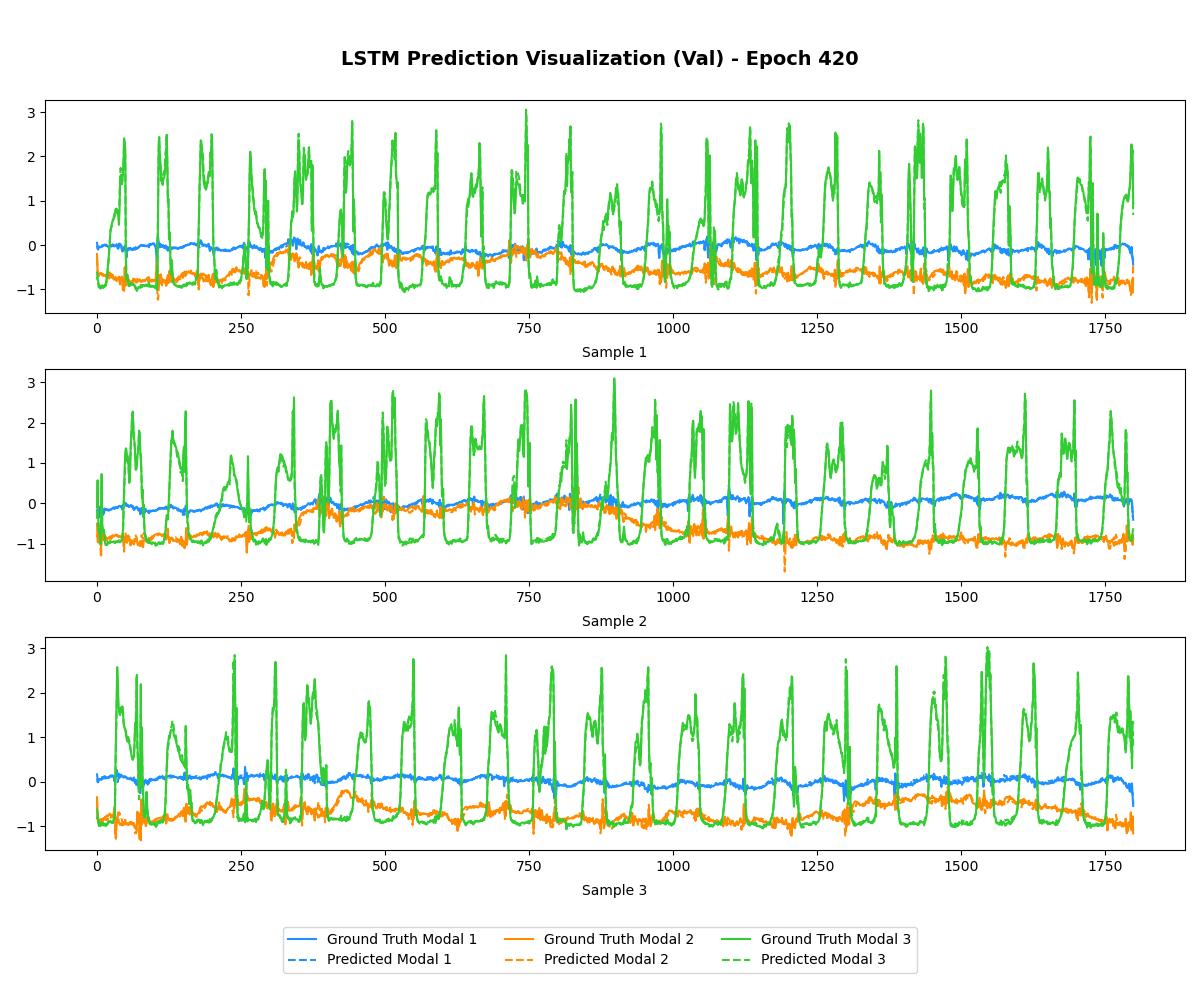 LSTM Prediction Visualization (Val) - Epoch 420
3
2
1
0
−1
0 250 500 750 1000 1250 1500 1750
Sample 1
3
2
1
0
−1
0 250 500 750 1000 1250 1500 1750
Sample 2
3
2
1
0
−1
0 250 500 750 1000 1250 1500 1750
Sample 3
Ground Truth Modal 1 Ground Truth Modal 2 Ground Truth Modal 3
Predicted Modal 1 Predicted Modal 2 Predicted Modal 3